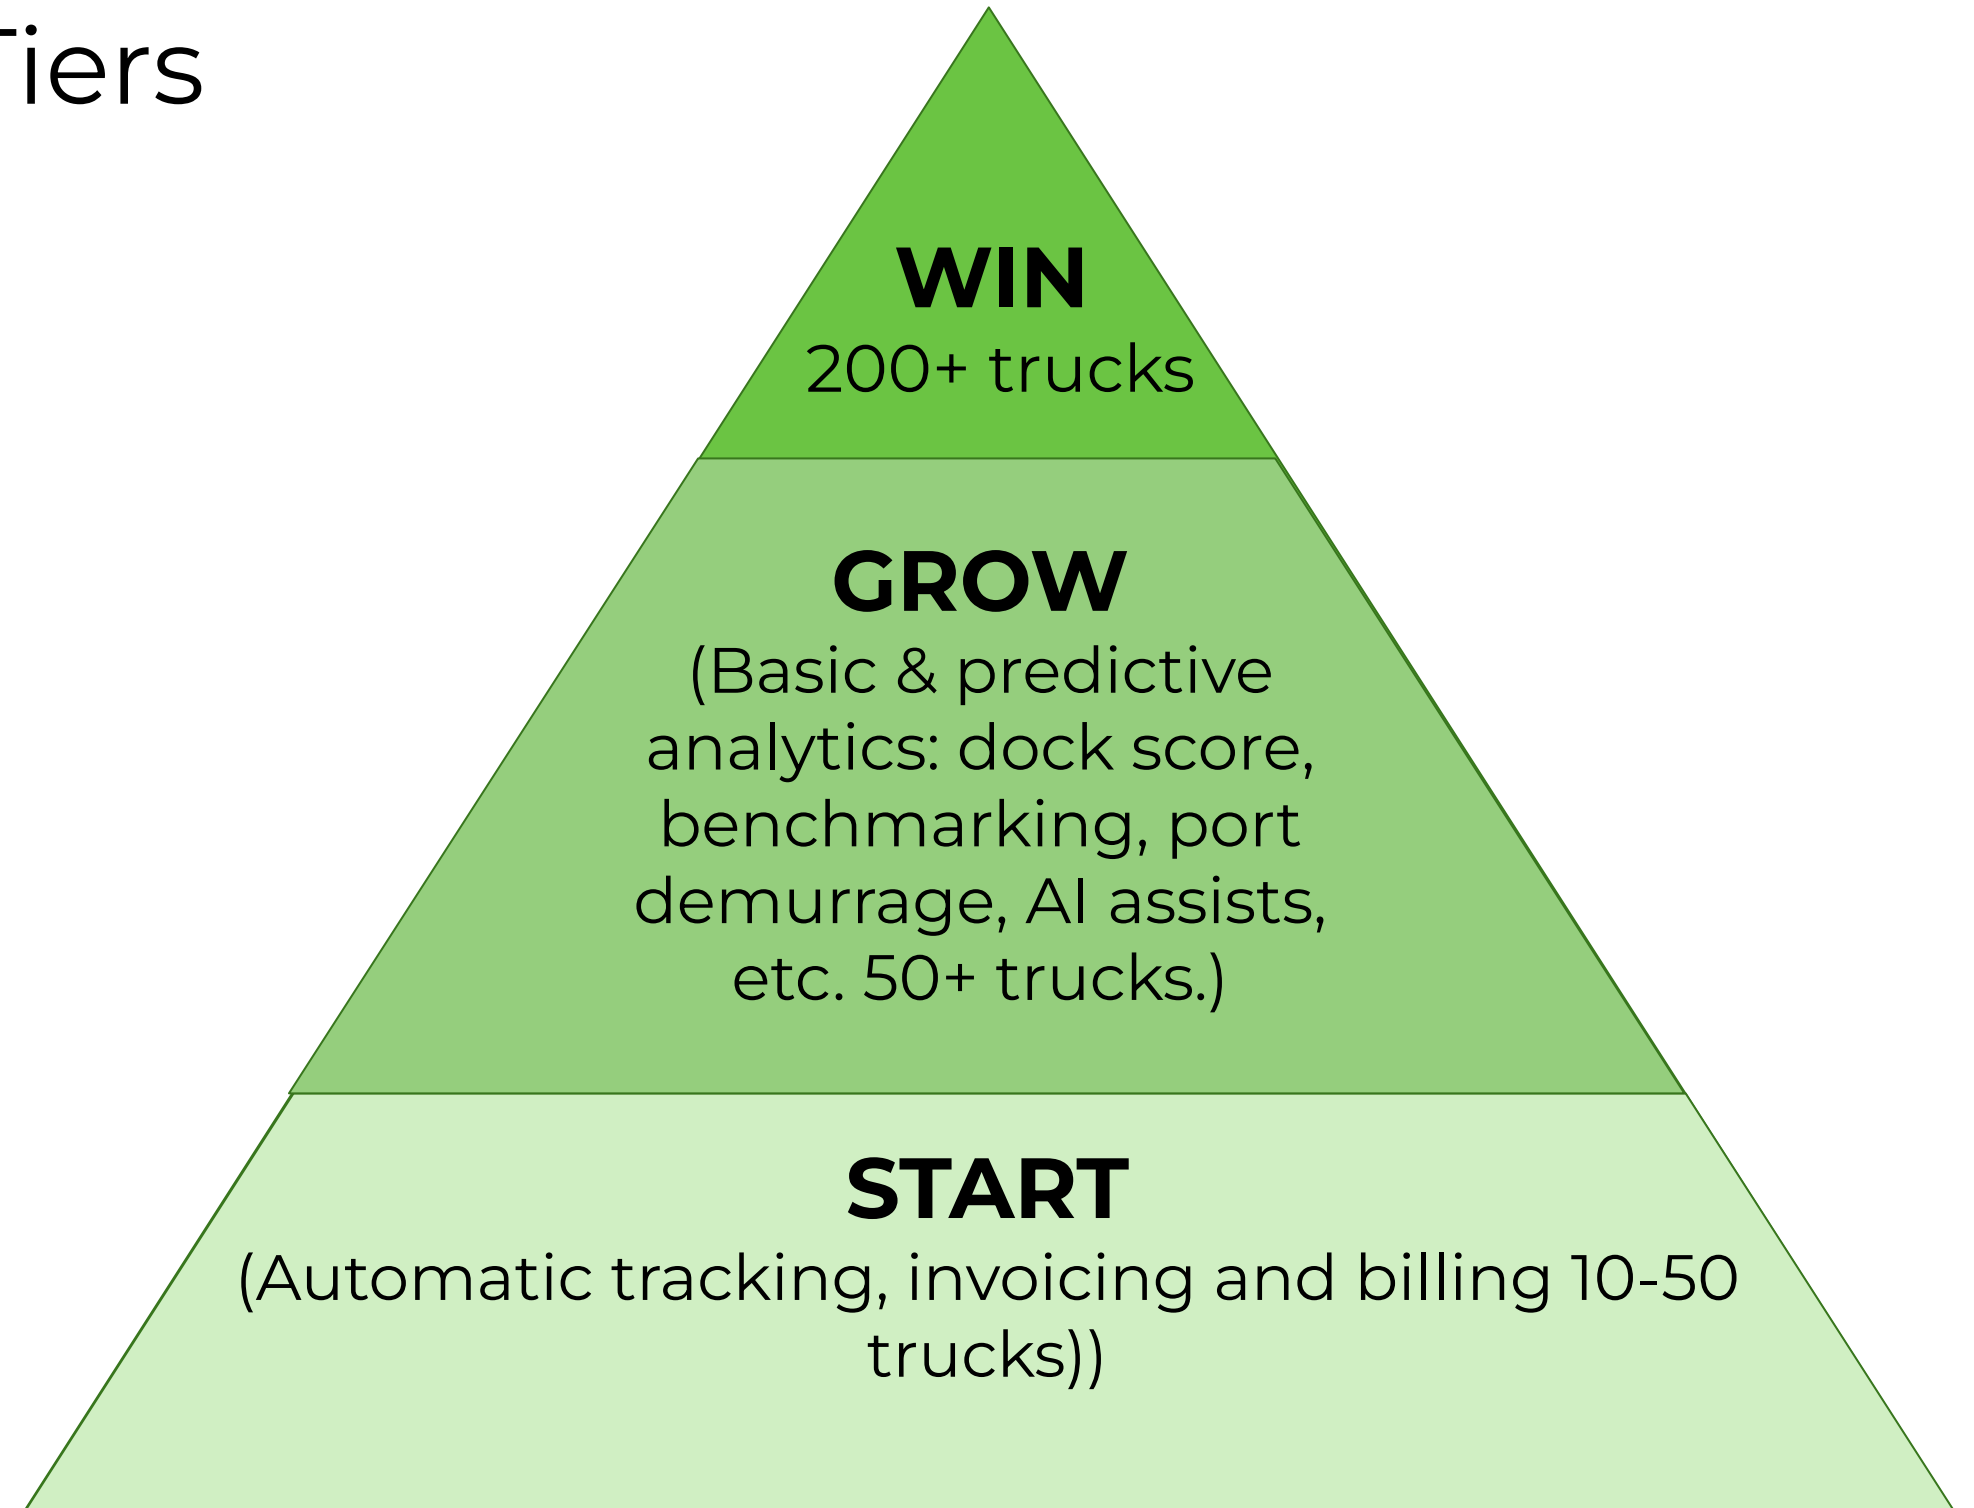 Tiers
WIN
200+ trucks
GROW
(Basic & predictive
analytics: dock score,
benchmarking, port
demurrage, AI assists,
etc. 50+ trucks.)
START
(Automatic tracking, invoicing and billing 10-50
trucks))